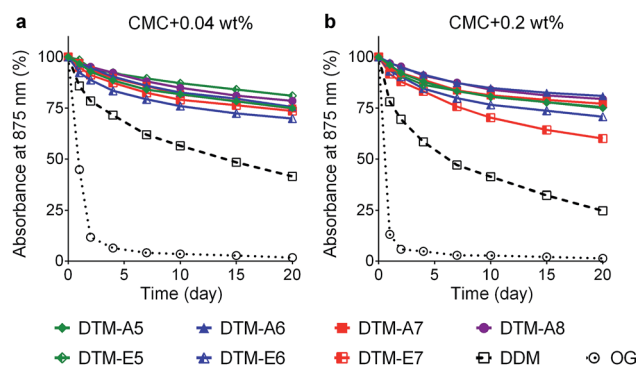 a CMC+0.04 wt%
Absorbance at 875 nm (%)
100
75
50
25
0
0 5 10 15 20
Time (day)
b CMC+0.2 wt%
Absorbance at 875 nm (%)
100
75
50
25
0
0 5 10 15 20
Time (day)
DTM-A5 DTM-A6 DTM-A7 DTM-A8
DTM-E5 DTM-E6 DTM-E7 DDM OG